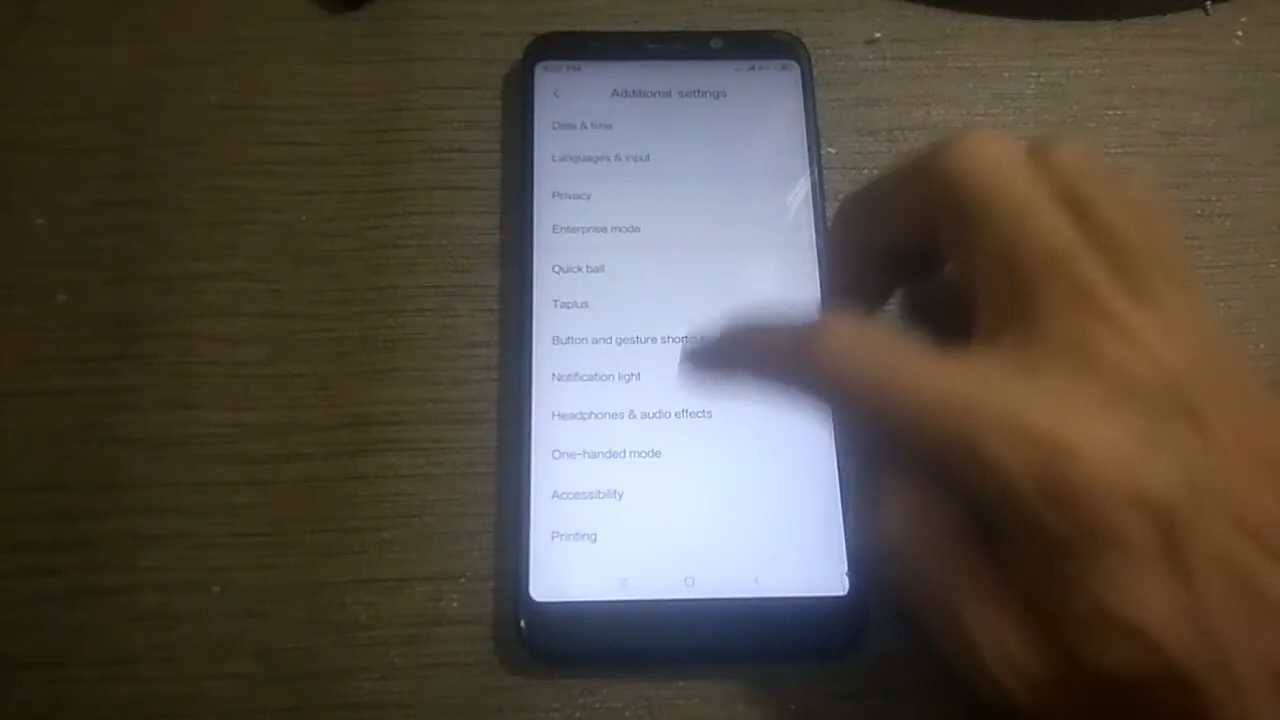 Additional settings
Date & time
Languages & input
Privacy
Enterprise mode
Quick ball
Taplus
Button and gesture shortcu
Notification light
Headphones & audio effects
One-handed mode
Accessibility
Printing